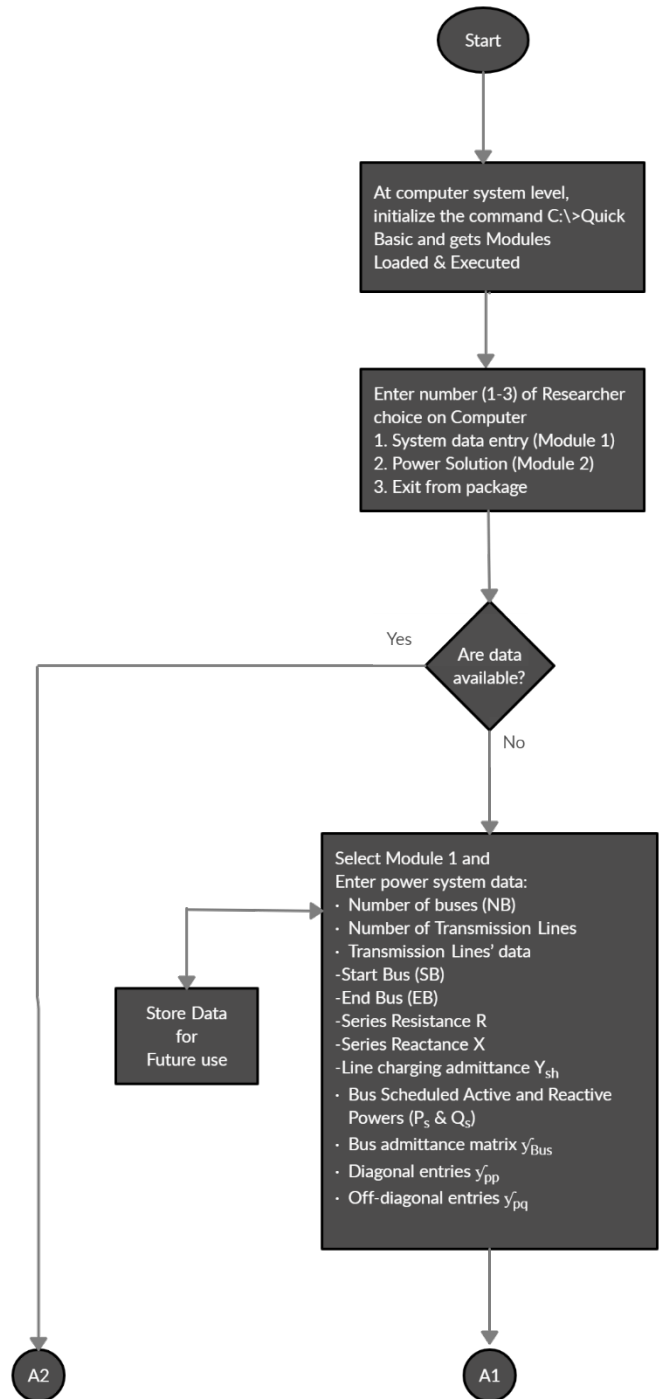 Start
At computer system level,
initialize the command C:\>Quick
Basic and gets Modules
Loaded & Executed
Enter number (1-3) of Researcher
choice on Computer
1. System data entry (Module 1)
2. Power Solution (Module 2)
3. Exit from package
Yes
Are data
available?
No
Select Module 1 and
Enter power system data:
· Number of buses (NB)
· Number of Transmission Lines
· Transmission Lines' data
-Start Bus (SB)
-End Bus (EB)
-Series Resistance R
-Series Reactance X
-Line charging admittance Ysh
· Bus Scheduled Active and Reactive
Powers (Ps & Qs)
· Bus admittance matrix yBus
· Diagonal entries ypp
· Off-diagonal entries ypq
Store Data
for
Future use
A2
A1